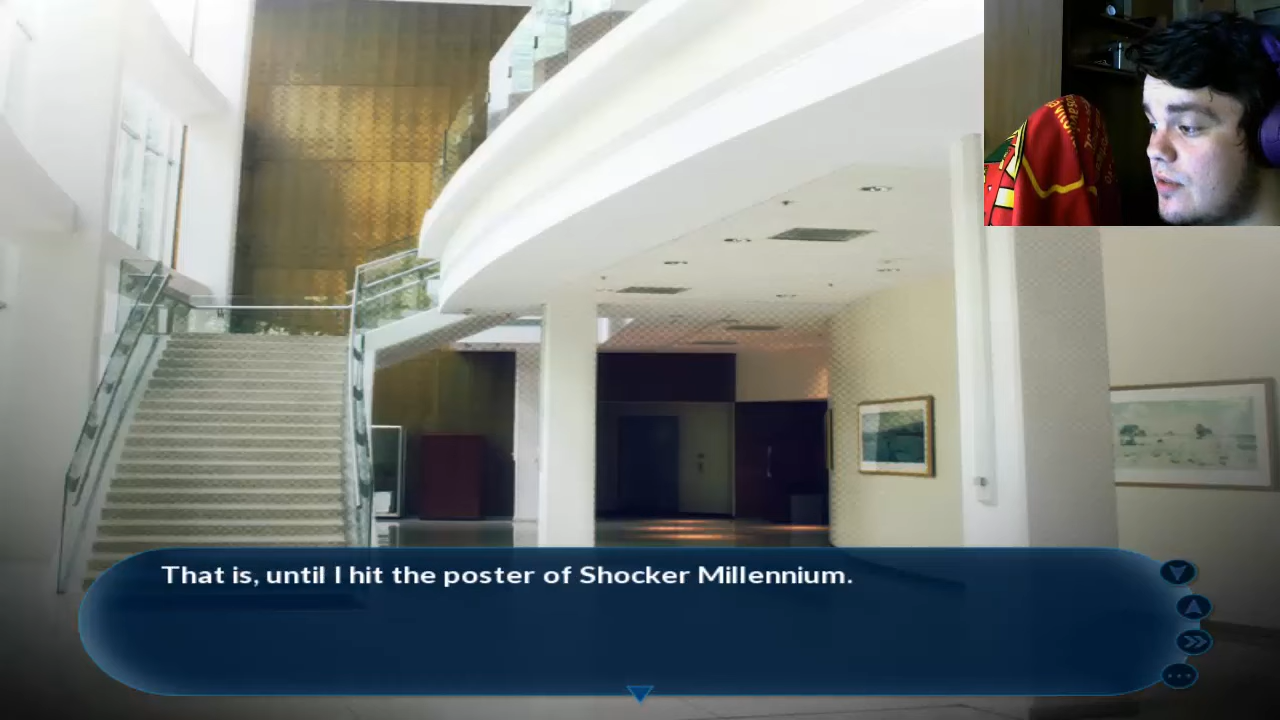 That is, until I hit the poster of Shocker Millennium.